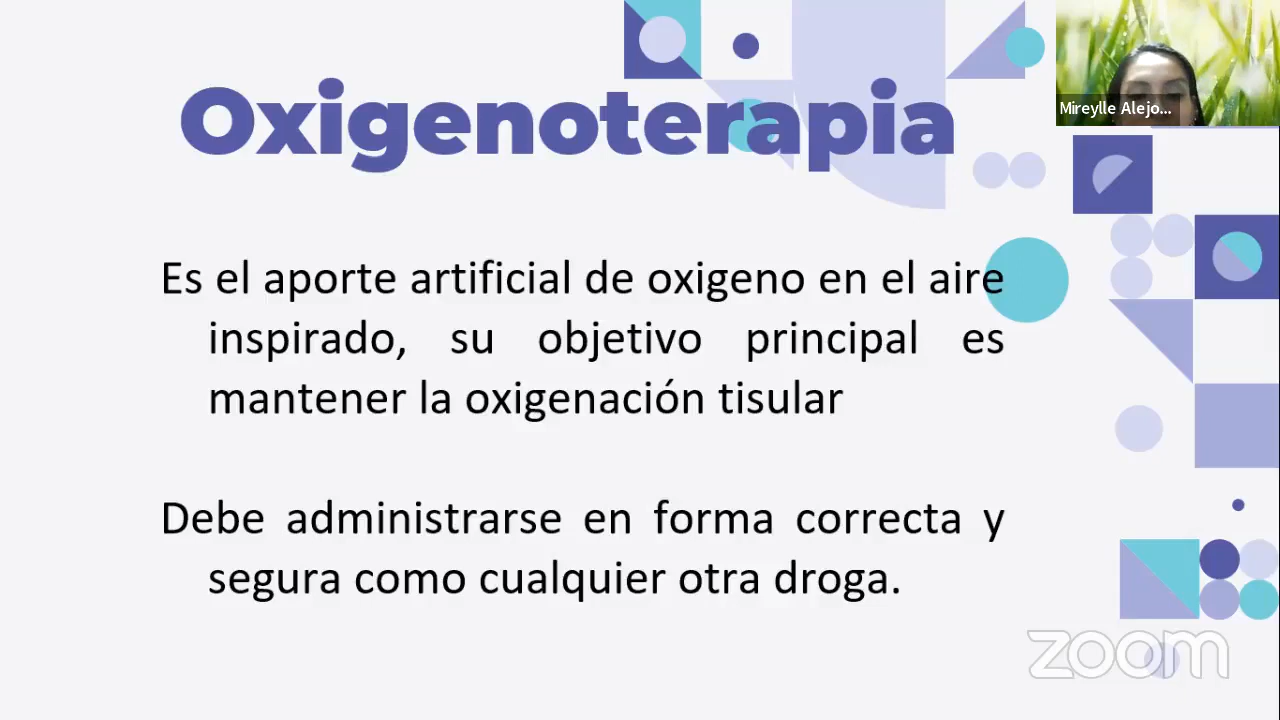 Oxigenoterapia
Mireylle Alejo...
Es el aporte artificial de oxigeno en el aire
inspirado, su objetivo principal es
mantener la oxigenación tisular
Debe administrarse en forma correcta y
segura como cualquier otra droga.
zoom